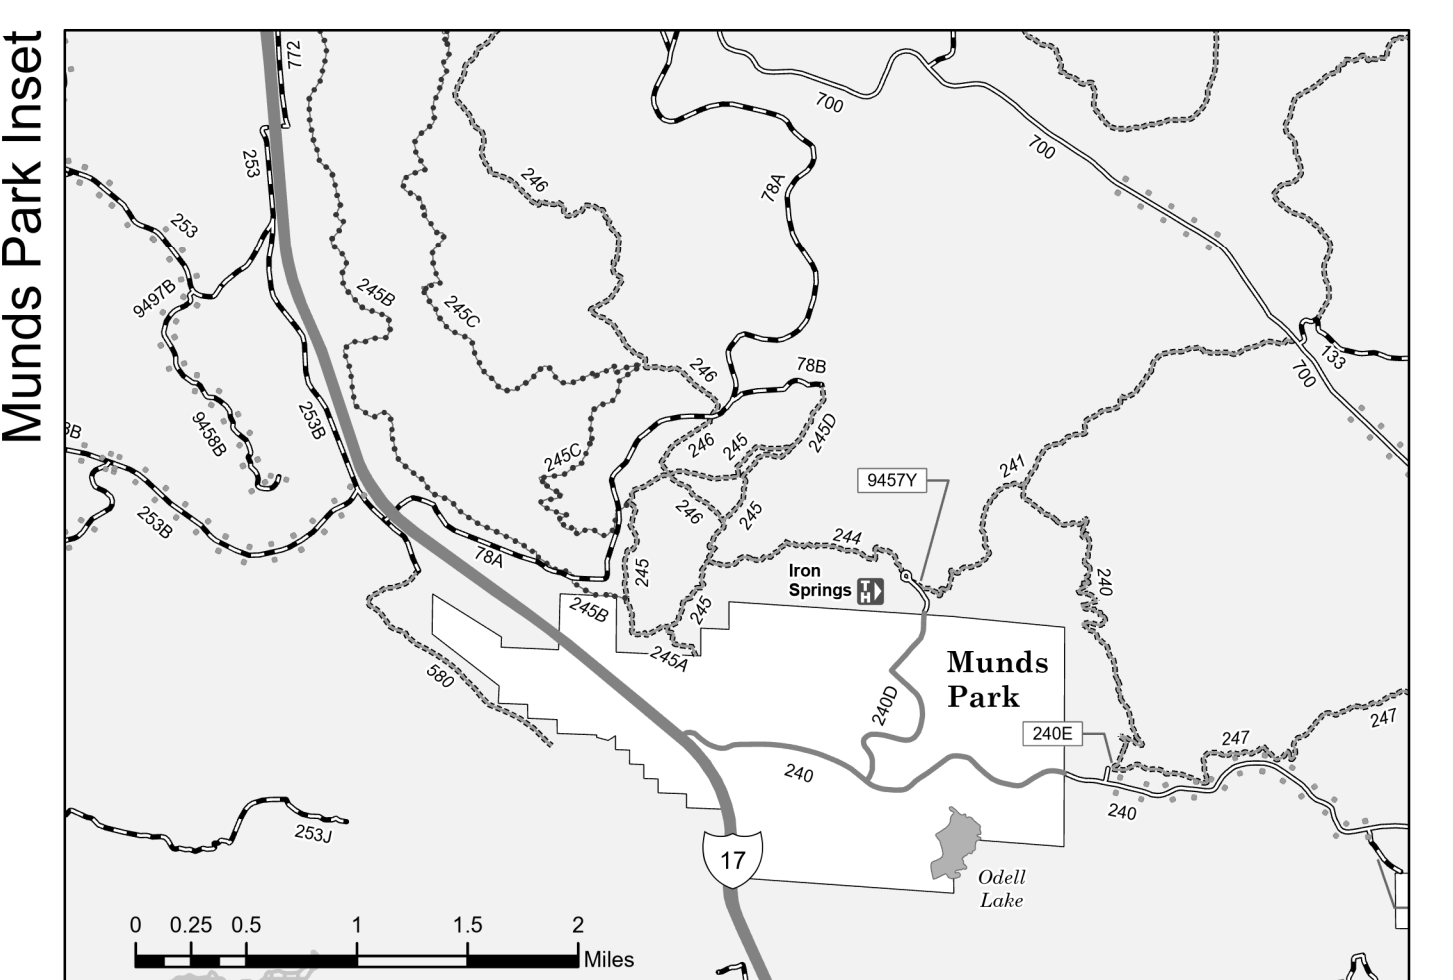 Munds Park Inset
772
700
253
700
246
78A
253
9497B
245B
245C
133
246
78B
700
253B
9458B
3B
246
245
245D
245C
241
9457Y
246
245
253B
244
78A
245
Iron
Springs
TH
240
245B
245
245A
Munds
Park
580
240D
240E
247
247
240
240
253J
17
Odell
Lake
0 0.25 0.5 1 1.5 2
Miles